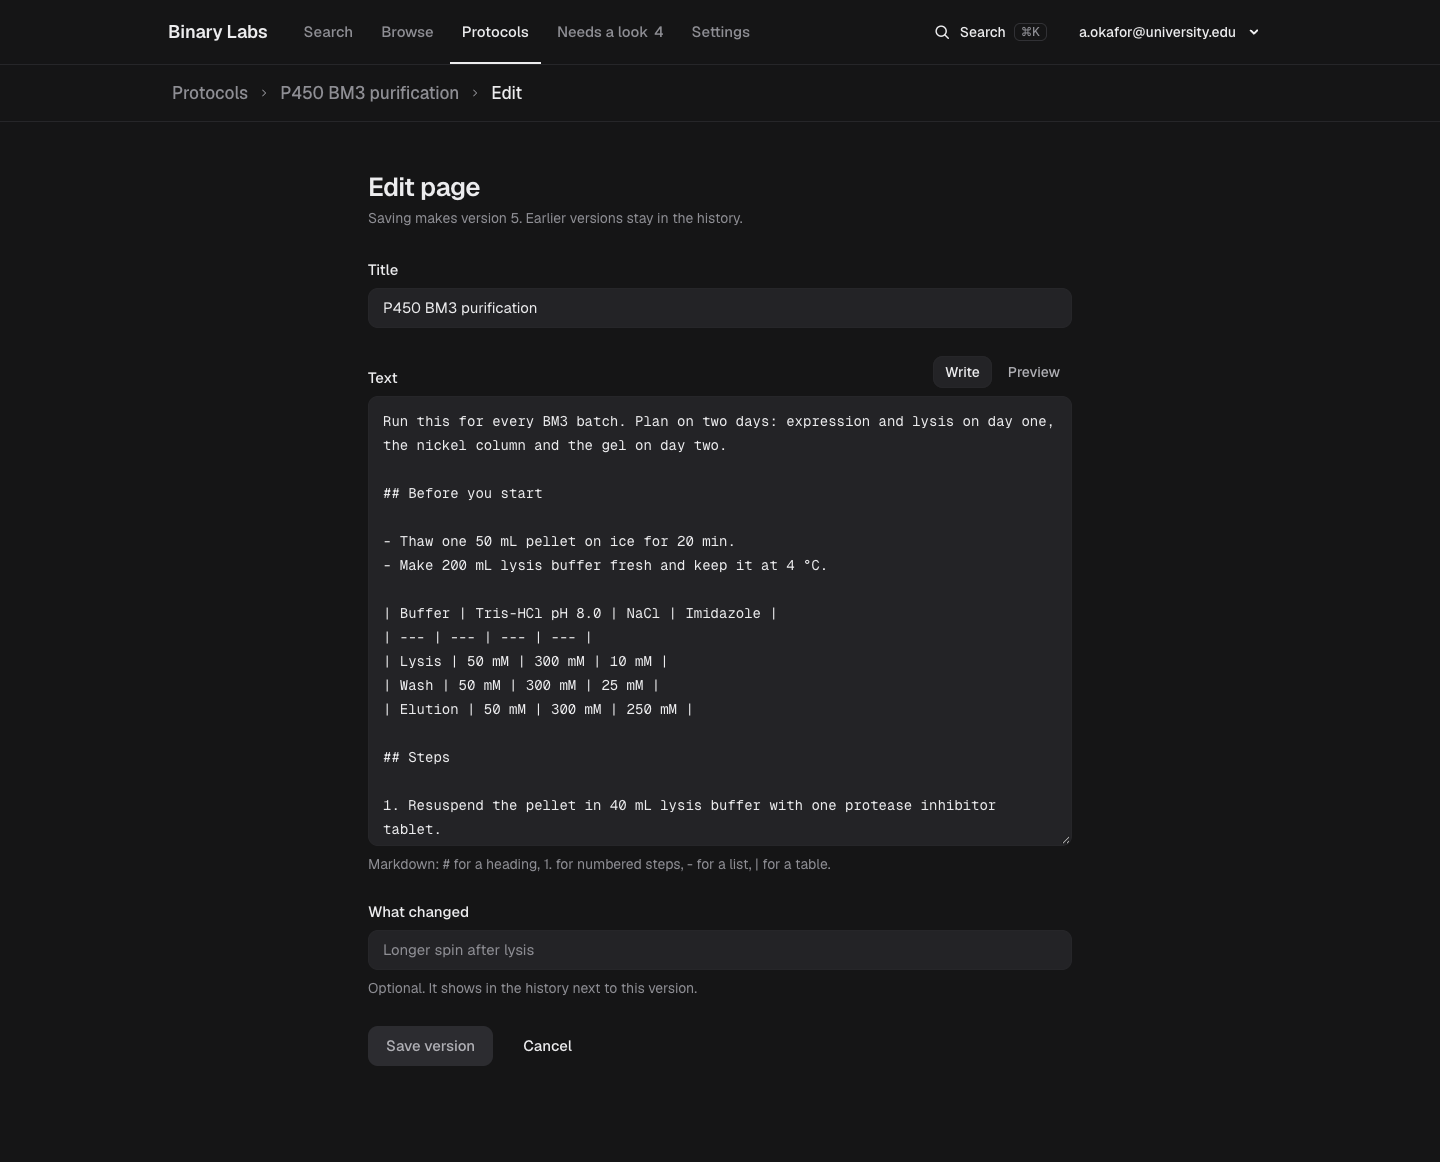 Binary Labs
Search
Browse
Protocols
Needs a look 4
Settings
Search ⌘K
a.okafor@university.edu
Protocols › P450 BM3 purification › Edit
Edit page
Saving makes version 5. Earlier versions stay in the history.
Title
P450 BM3 purification
Text
Write
Preview
Run this for every BM3 batch. Plan on two days: expression and lysis on day one,
the nickel column and the gel on day two.
## Before you start
- Thaw one 50 mL pellet on ice for 20 min.
- Make 200 mL lysis buffer fresh and keep it at 4 °C.
| Buffer | Tris-HCl pH 8.0 | NaCl | Imidazole |
| --- | --- | --- | --- |
| Lysis | 50 mM | 300 mM | 10 mM |
| Wash | 50 mM | 300 mM | 25 mM |
| Elution | 50 mM | 300 mM | 250 mM |
## Steps
1. Resuspend the pellet in 40 mL lysis buffer with one protease inhibitor
tablet.
Markdown: # for a heading, 1. for numbered steps, - for a list, | for a table.
What changed
Longer spin after lysis
Optional. It shows in the history next to this version.
Save version
Cancel